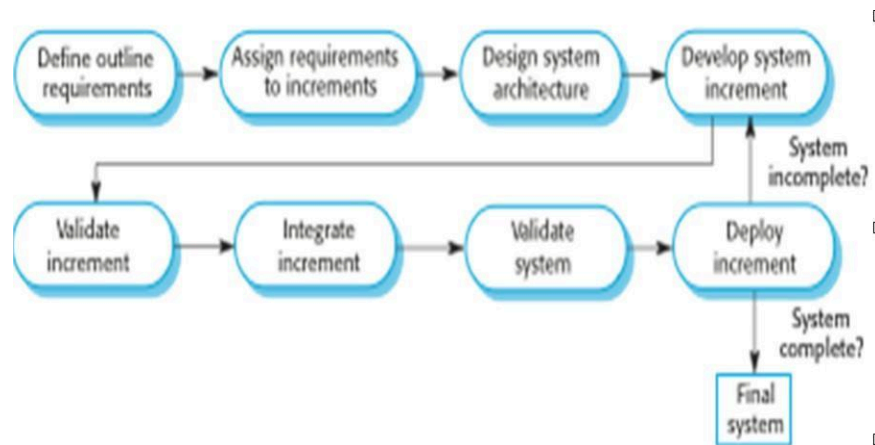 Define outline
requirements
Assign requirements
to increments
Design system
architecture
Develop system
increment
System
incomplete?
Validate
increment
Integrate
increment
Validate
system
Deploy
increment
System
complete?
Final
system